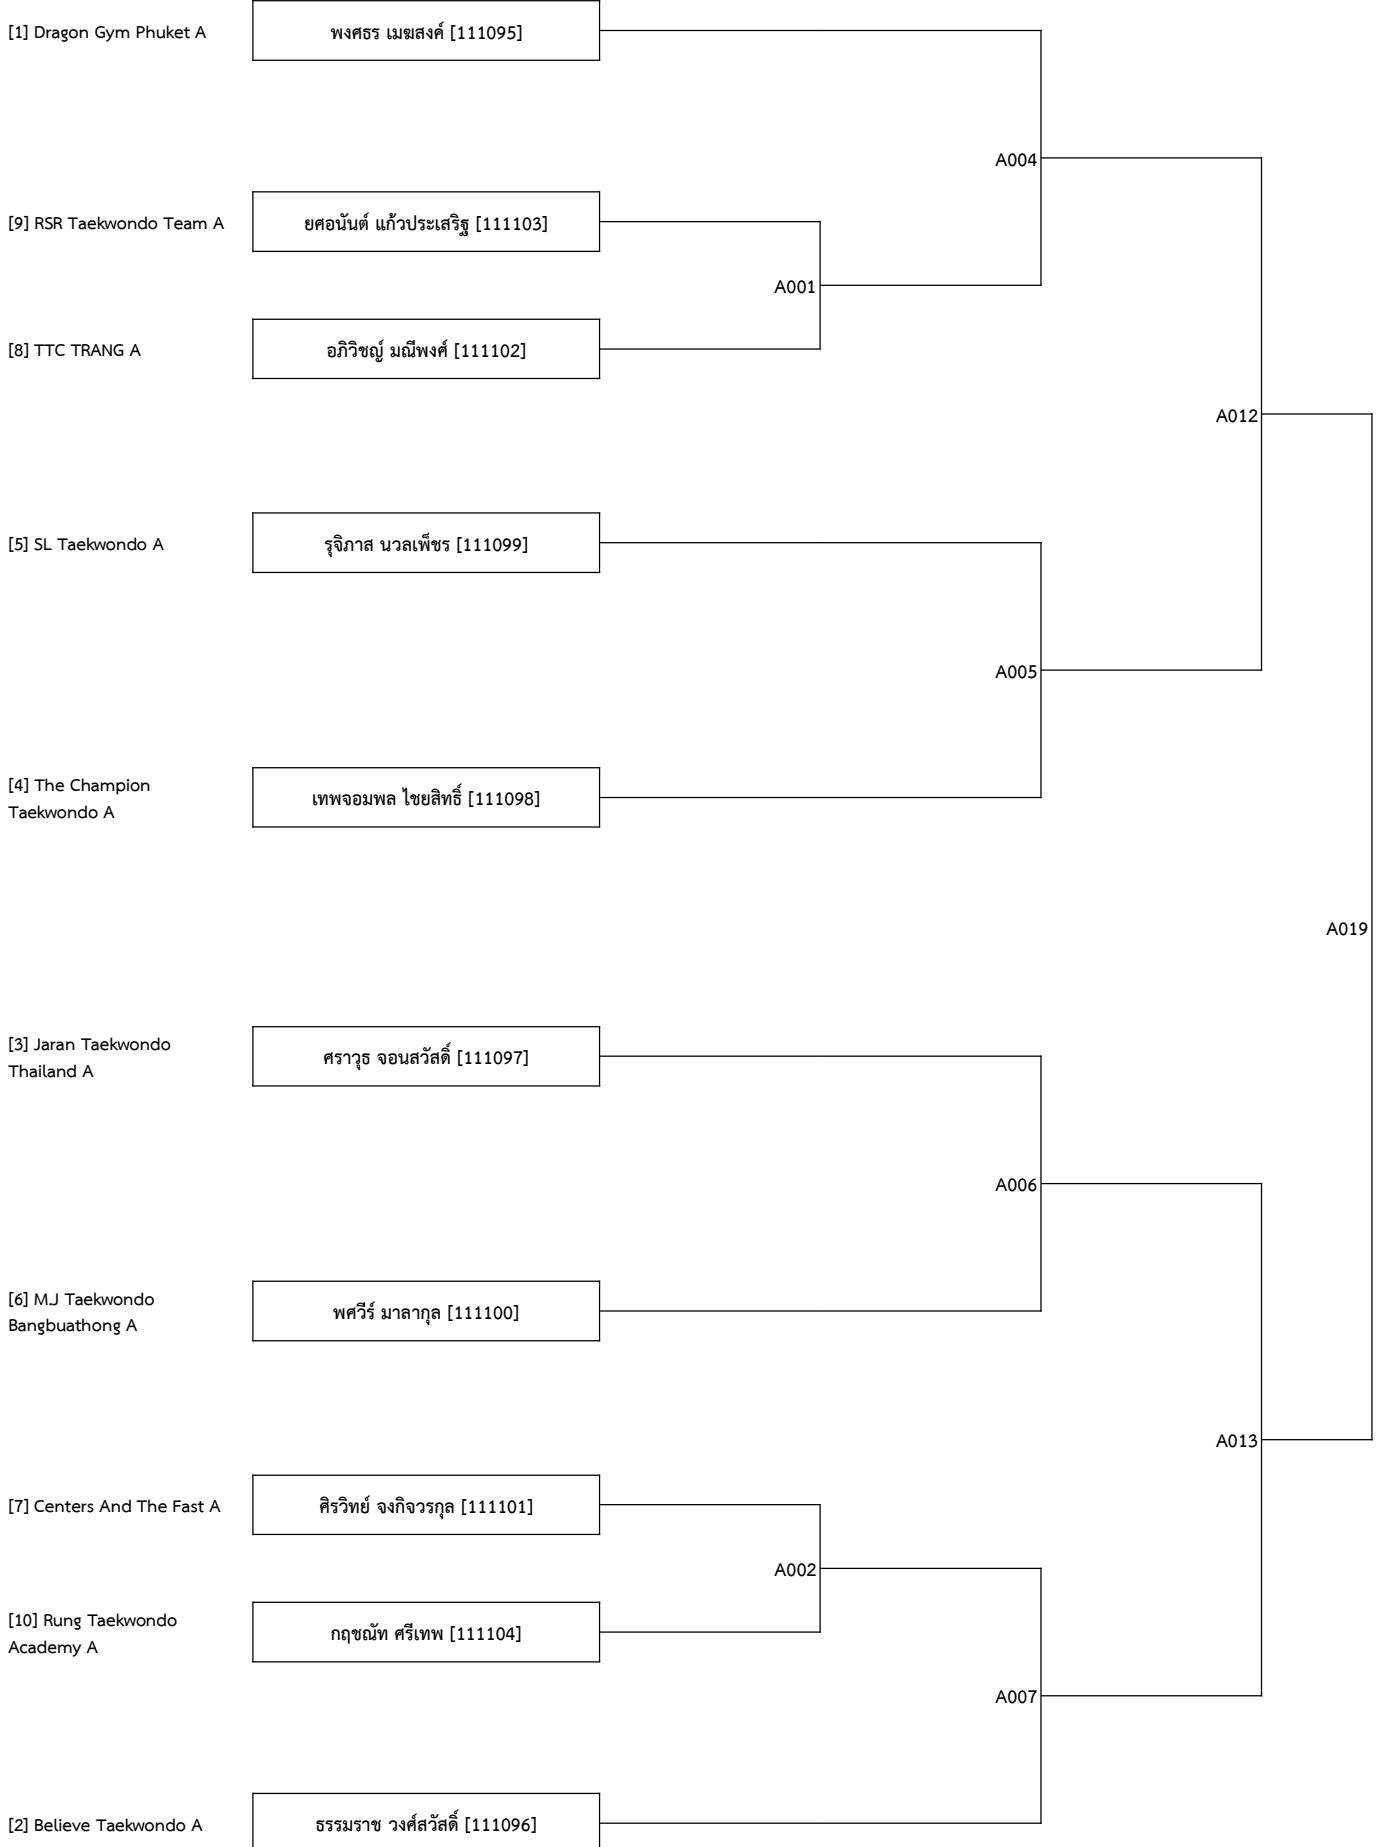 [1] Dragon Gym Phuket A
พงศธร เมฆสงค์ [111095]
A004
[9] RSR Taekwondo Team A
ยศอนันต์ แก้วประเสริฐ [111103]
A001
[8] TTC TRANG A
อภิวิชญ์ มณีพงศ์ [111102]
A012
[5] SL Taekwondo A
รุจิภาส นวลเพ็ชร [111099]
A005
[4] The Champion
Taekwondo A
เทพจอมพล ไชยสิทธิ์ [111098]
A019
[3] Jaran Taekwondo
Thailand A
ศราวุธ จอนสวัสดิ์ [111097]
A006
[6] M.J Taekwondo
Bangbuathong A
พศวีร์ มาลากุล [111100]
A013
[7] Centers And The Fast A
ศิรวิทย์ จงกิจวรกุล [111101]
A002
[10] Rung Taekwondo
Academy A
กฤชณัท ศรีเทพ [111104]
A007
[2] Believe Taekwondo A
ธรรมราช วงศ์สวัสดิ์ [111096]